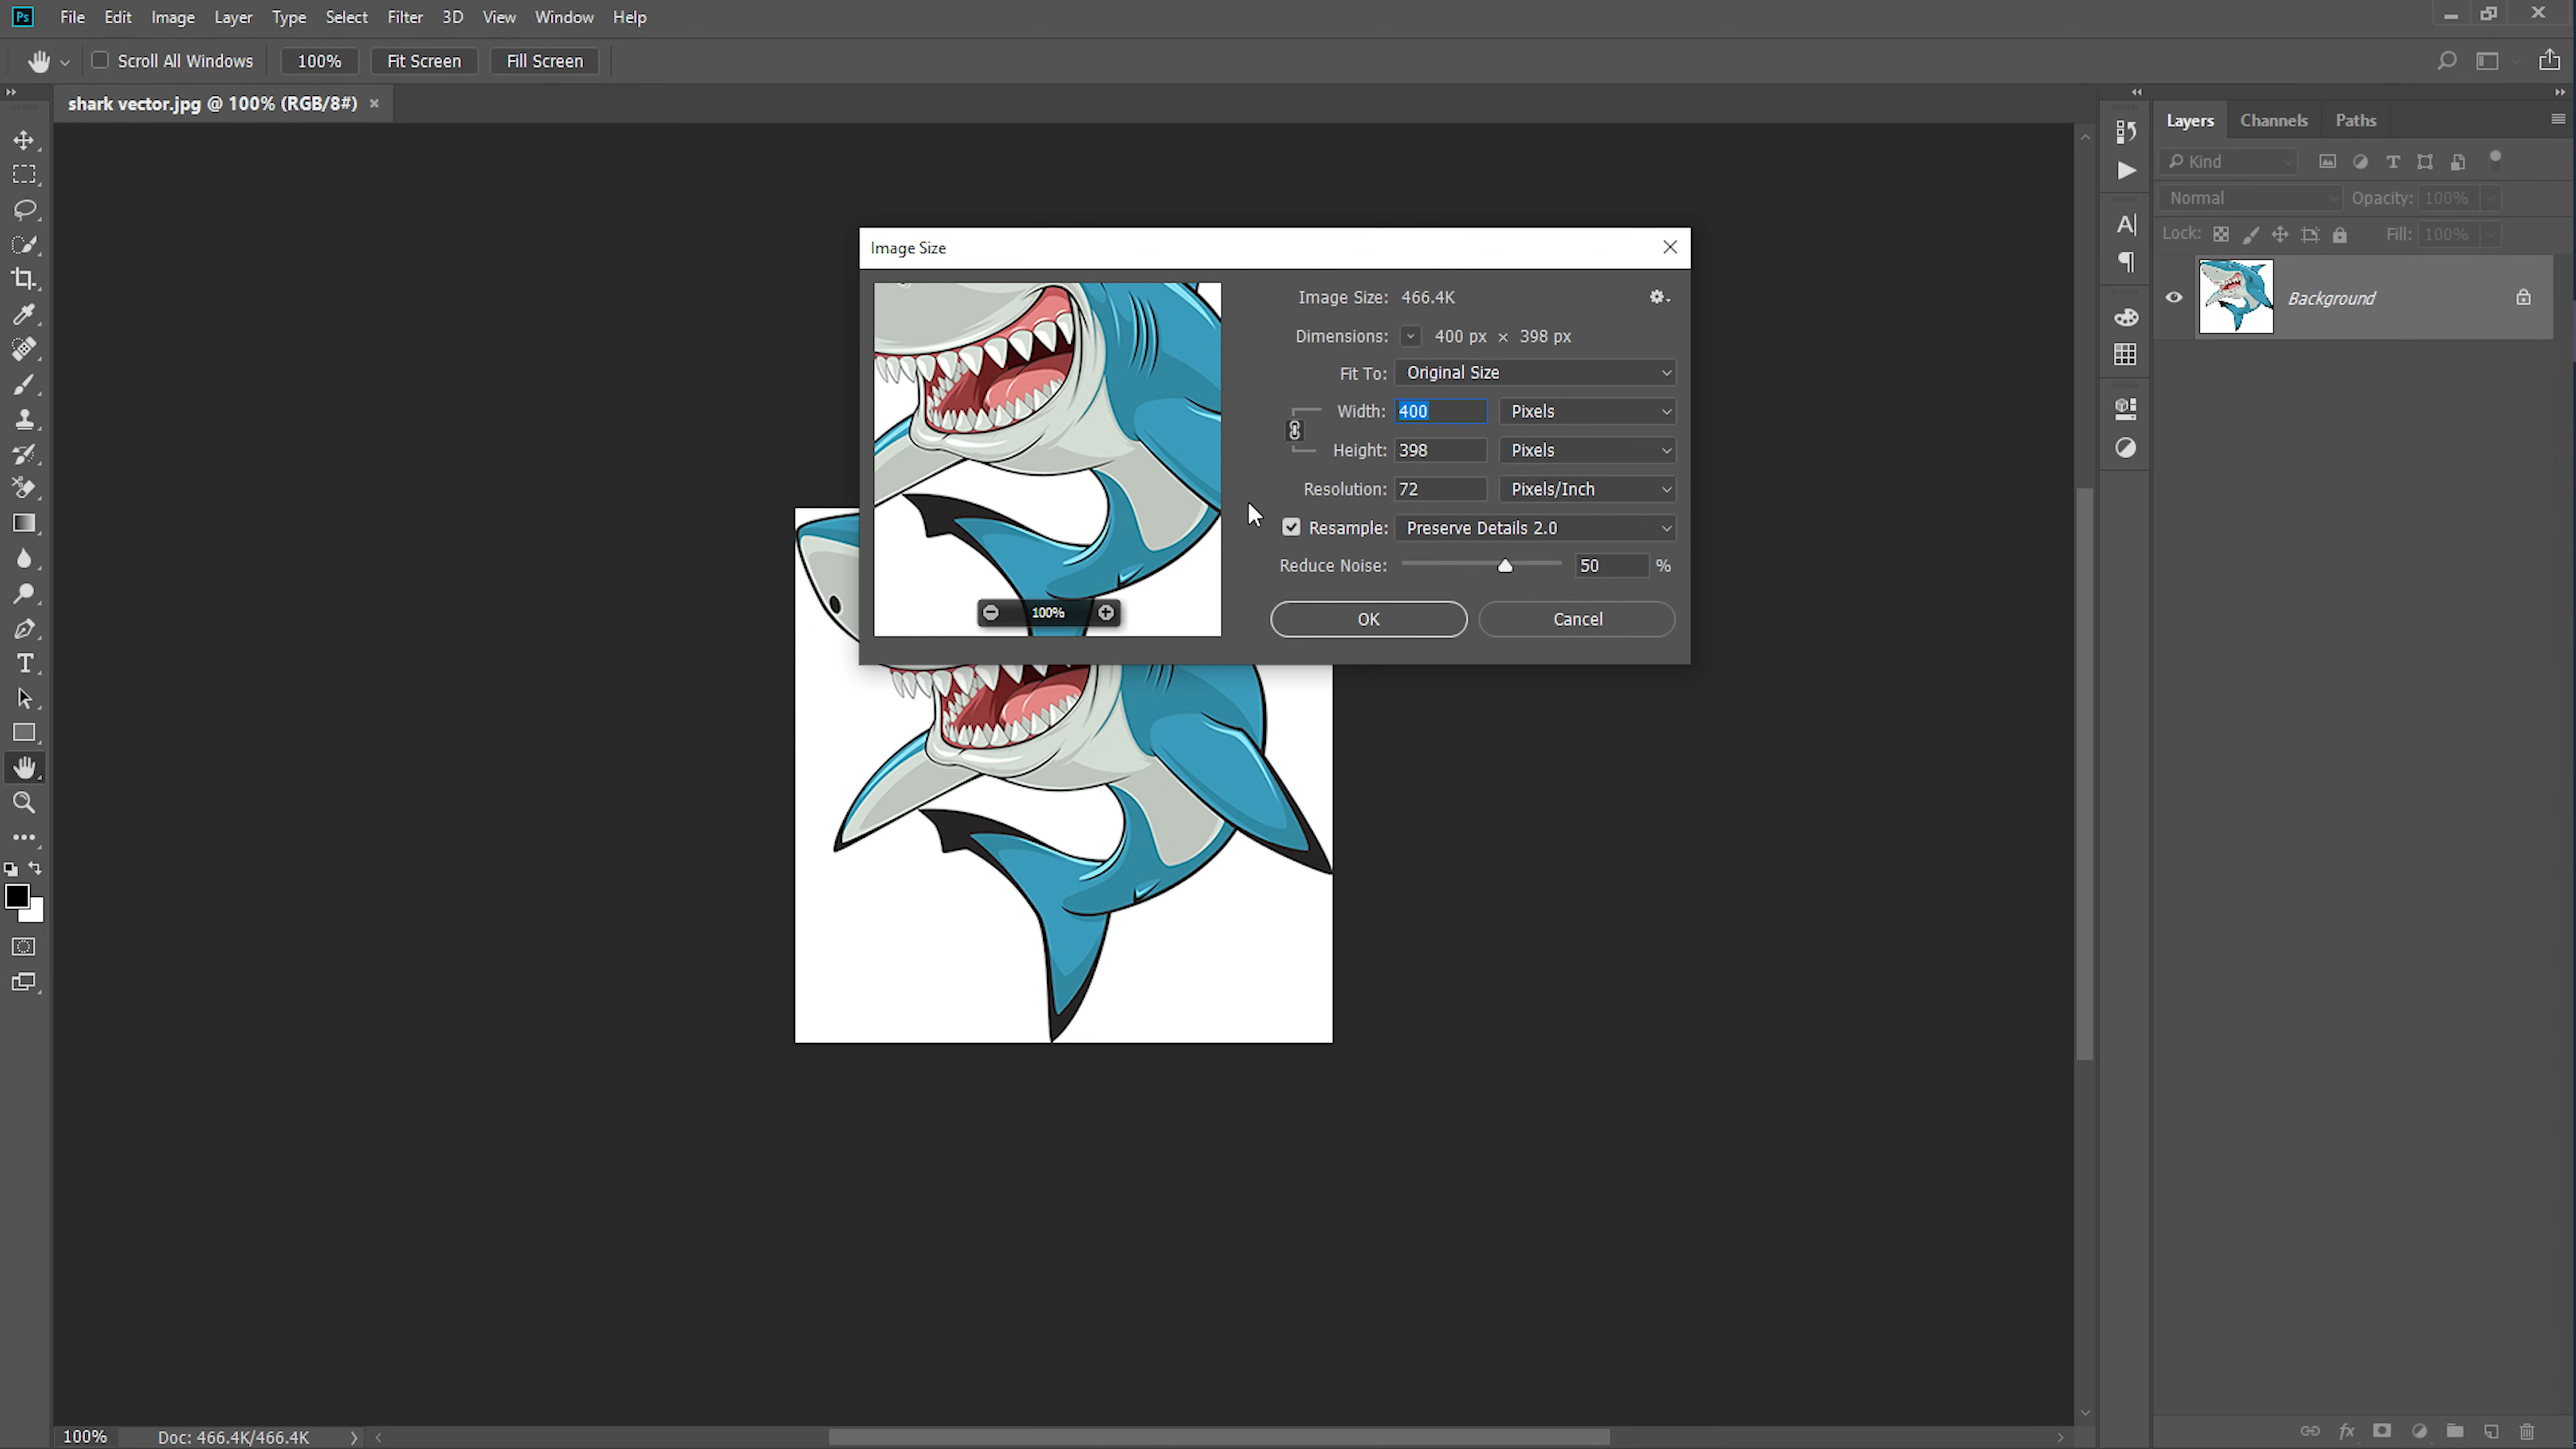 Ps File Edit Image Layer Type Select Filter 3D View Window Help
Scroll All Windows 100% Fit Screen Fill Screen
shark vector.jpg @ 100% (RGB/8#) ×
Layers Channels Paths
Kind
Normal Opacity: 100%
Lock: Fill: 100%
Background
Image Size
Image Size: 466.4K
Dimensions: 400 px × 398 px
Fit To: Original Size
Width: 400 Pixels
Height: 398 Pixels
Resolution: 72 Pixels/Inch
Resample: Preserve Details 2.0
Reduce Noise: 50 %
100%
OK Cancel
100% Doc: 466.4K/466.4K
fx